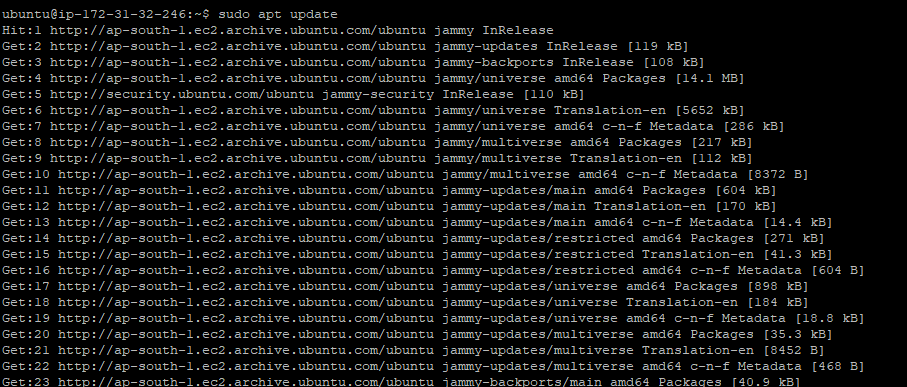 ubuntu@ip-172-31-32-246:~$ sudo apt update
Hit:1 http://ap-south-1.ec2.archive.ubuntu.com/ubuntu jammy InRelease
Get:2 http://ap-south-1.ec2.archive.ubuntu.com/ubuntu jammy-updates InRelease [119 kB]
Get:3 http://ap-south-1.ec2.archive.ubuntu.com/ubuntu jammy-backports InRelease [108 kB]
Get:4 http://ap-south-1.ec2.archive.ubuntu.com/ubuntu jammy/universe amd64 Packages [14.1 MB]
Get:5 http://security.ubuntu.com/ubuntu jammy-security InRelease [110 kB]
Get:6 http://ap-south-1.ec2.archive.ubuntu.com/ubuntu jammy/universe Translation-en [5652 kB]
Get:7 http://ap-south-1.ec2.archive.ubuntu.com/ubuntu jammy/universe amd64 c-n-f Metadata [286 kB]
Get:8 http://ap-south-1.ec2.archive.ubuntu.com/ubuntu jammy/multiverse amd64 Packages [217 kB]
Get:9 http://ap-south-1.ec2.archive.ubuntu.com/ubuntu jammy/multiverse Translation-en [112 kB]
Get:10 http://ap-south-1.ec2.archive.ubuntu.com/ubuntu jammy/multiverse amd64 c-n-f Metadata [8372 B]
Get:11 http://ap-south-1.ec2.archive.ubuntu.com/ubuntu jammy-updates/main amd64 Packages [604 kB]
Get:12 http://ap-south-1.ec2.archive.ubuntu.com/ubuntu jammy-updates/main Translation-en [170 kB]
Get:13 http://ap-south-1.ec2.archive.ubuntu.com/ubuntu jammy-updates/main amd64 c-n-f Metadata [14.4 kB]
Get:14 http://ap-south-1.ec2.archive.ubuntu.com/ubuntu jammy-updates/restricted amd64 Packages [271 kB]
Get:15 http://ap-south-1.ec2.archive.ubuntu.com/ubuntu jammy-updates/restricted Translation-en [41.3 kB]
Get:16 http://ap-south-1.ec2.archive.ubuntu.com/ubuntu jammy-updates/restricted amd64 c-n-f Metadata [604 B]
Get:17 http://ap-south-1.ec2.archive.ubuntu.com/ubuntu jammy-updates/universe amd64 Packages [898 kB]
Get:18 http://ap-south-1.ec2.archive.ubuntu.com/ubuntu jammy-updates/universe Translation-en [184 kB]
Get:19 http://ap-south-1.ec2.archive.ubuntu.com/ubuntu jammy-updates/universe amd64 c-n-f Metadata [18.8 kB]
Get:20 http://ap-south-1.ec2.archive.ubuntu.com/ubuntu jammy-updates/multiverse amd64 Packages [35.3 kB]
Get:21 http://ap-south-1.ec2.archive.ubuntu.com/ubuntu jammy-updates/multiverse Translation-en [8452 B]
Get:22 http://ap-south-1.ec2.archive.ubuntu.com/ubuntu jammy-updates/multiverse amd64 c-n-f Metadata [468 B]
Get:23 http://ap-south-1.ec2.archive.ubuntu.com/ubuntu jammy-backports/main amd64 Packages [40.9 kB]